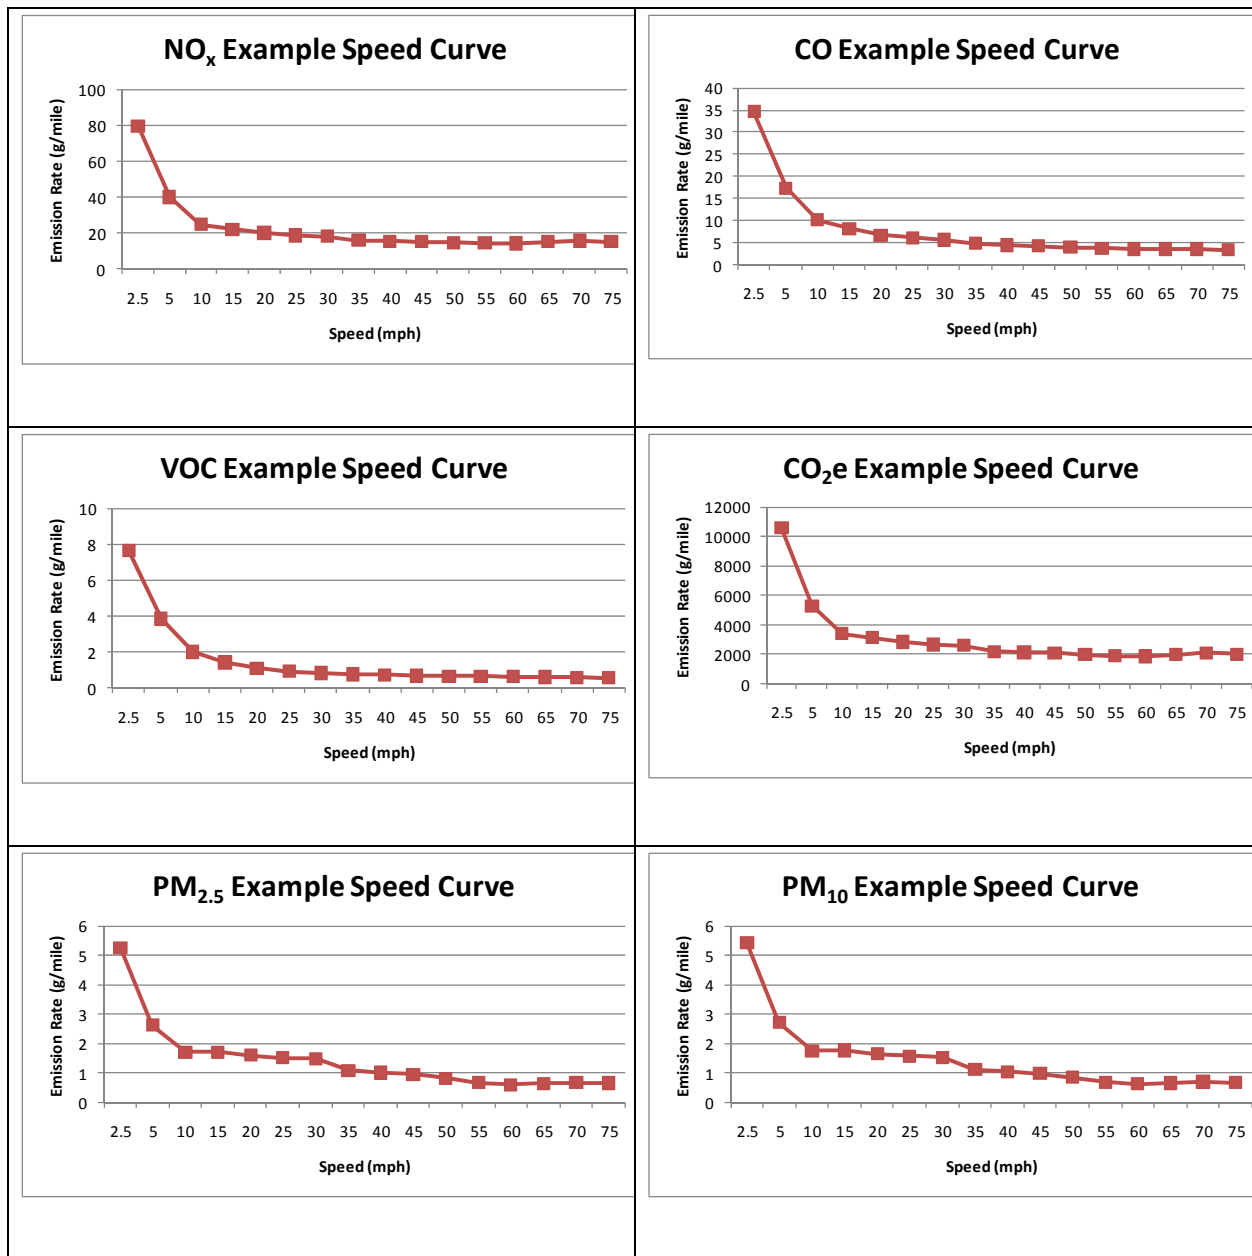 NOx Example Speed Curve
Emission Rate (g/mile)
100
80
60
40
20
0
2.5 5 10 15 20 25 30 35 40 45 50 55 60 65 70 75
Speed (mph)
CO Example Speed Curve
Emission Rate (g/mile)
40
35
30
25
20
15
10
5
0
2.5 5 10 15 20 25 30 35 40 45 50 55 60 65 70 75
Speed (mph)
VOC Example Speed Curve
Emission Rate (g/mile)
10
8
6
4
2
0
2.5 5 10 15 20 25 30 35 40 45 50 55 60 65 70 75
Speed (mph)
CO2e Example Speed Curve
Emission Rate (g/mile)
12000
10000
8000
6000
4000
2000
0
2.5 5 10 15 20 25 30 35 40 45 50 55 60 65 70 75
Speed (mph)
PM2.5 Example Speed Curve
Emission Rate (g/mile)
6
5
4
3
2
1
0
2.5 5 10 15 20 25 30 35 40 45 50 55 60 65 70 75
Speed (mph)
PM10 Example Speed Curve
Emission Rate (g/mile)
6
5
4
3
2
1
0
2.5 5 10 15 20 25 30 35 40 45 50 55 60 65 70 75
Speed (mph)